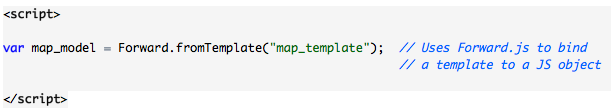 <script>
var map_model = Forward.fromTemplate("map_template");  // Uses Forward.js to bind
// a template to a JS object
</script>